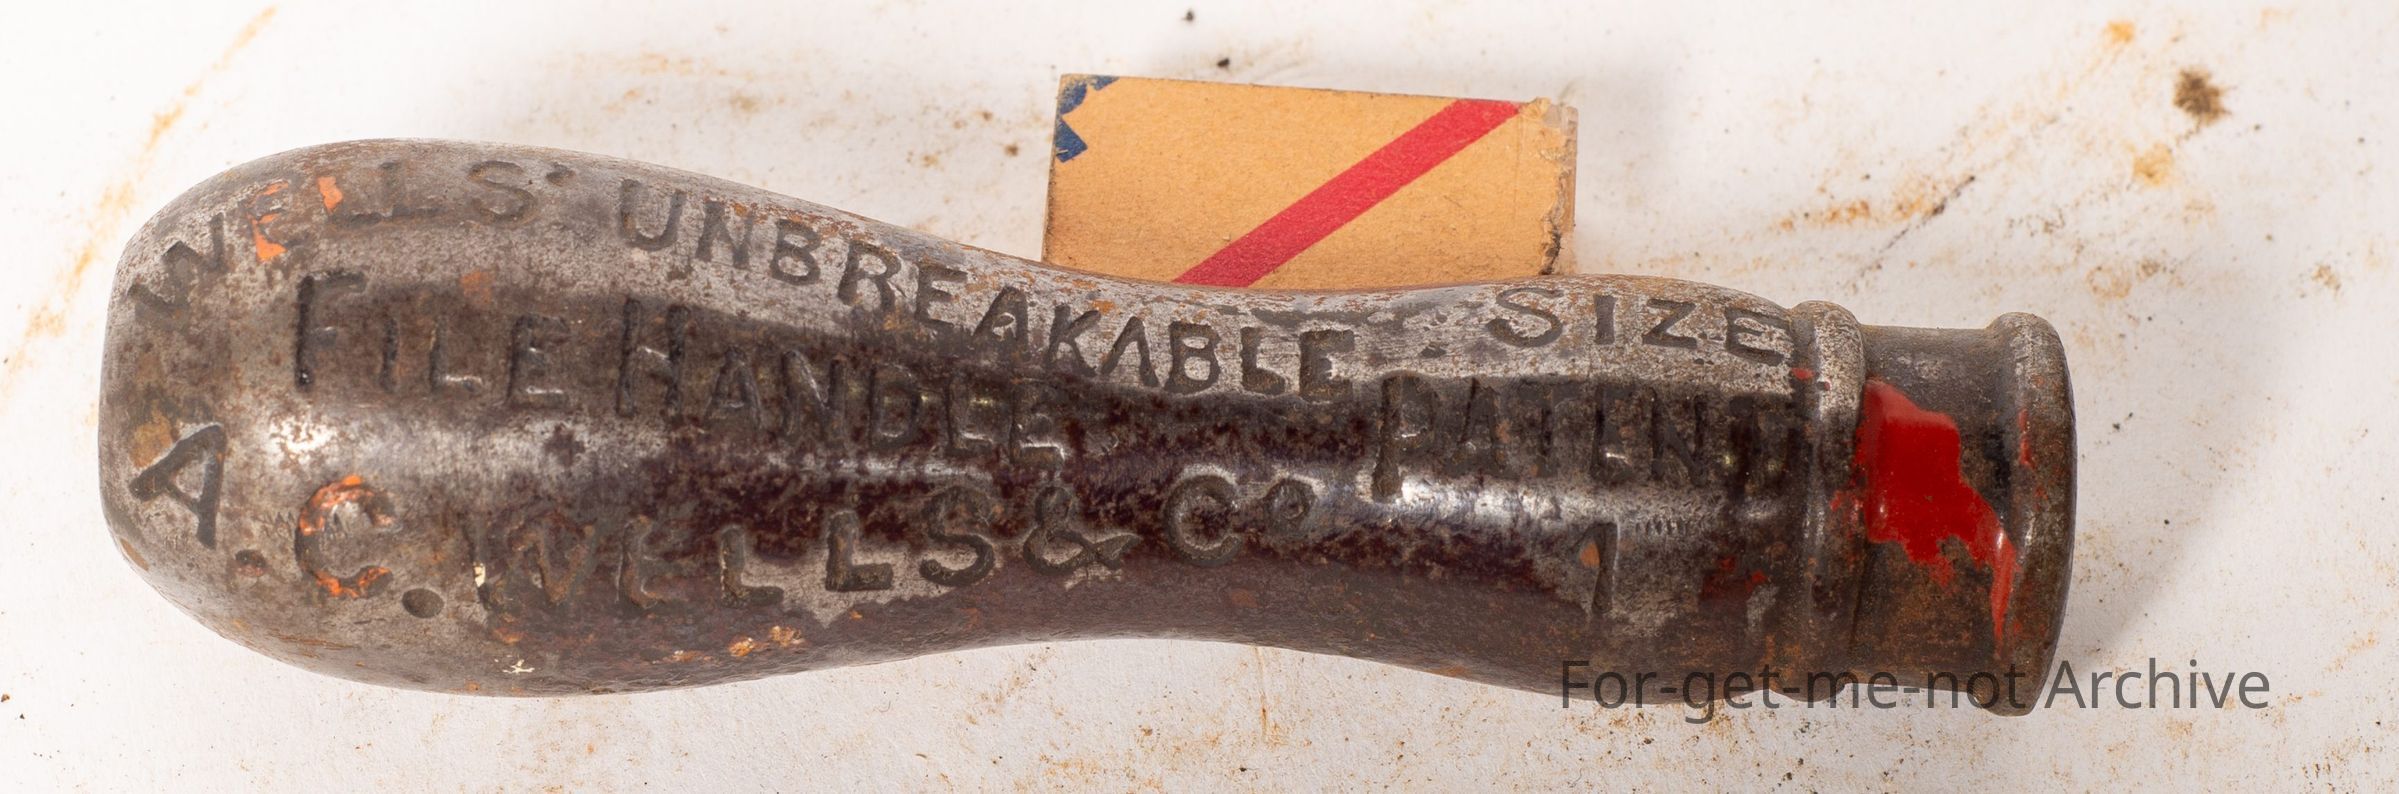 WELLS' UNBREAKABLE SIZE
FILE HANDLE PATENT
A. C. WELLS & Co 1
For-get-me-not Archive